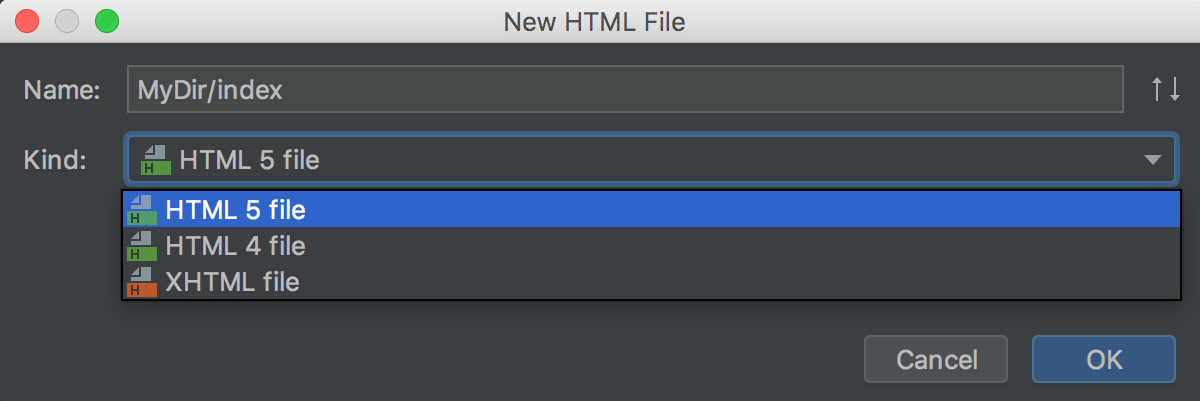 New HTML File
Name: MyDir/index
Kind: H HTML 5 file
H HTML 5 file
H HTML 4 file
H XHTML file
Cancel OK